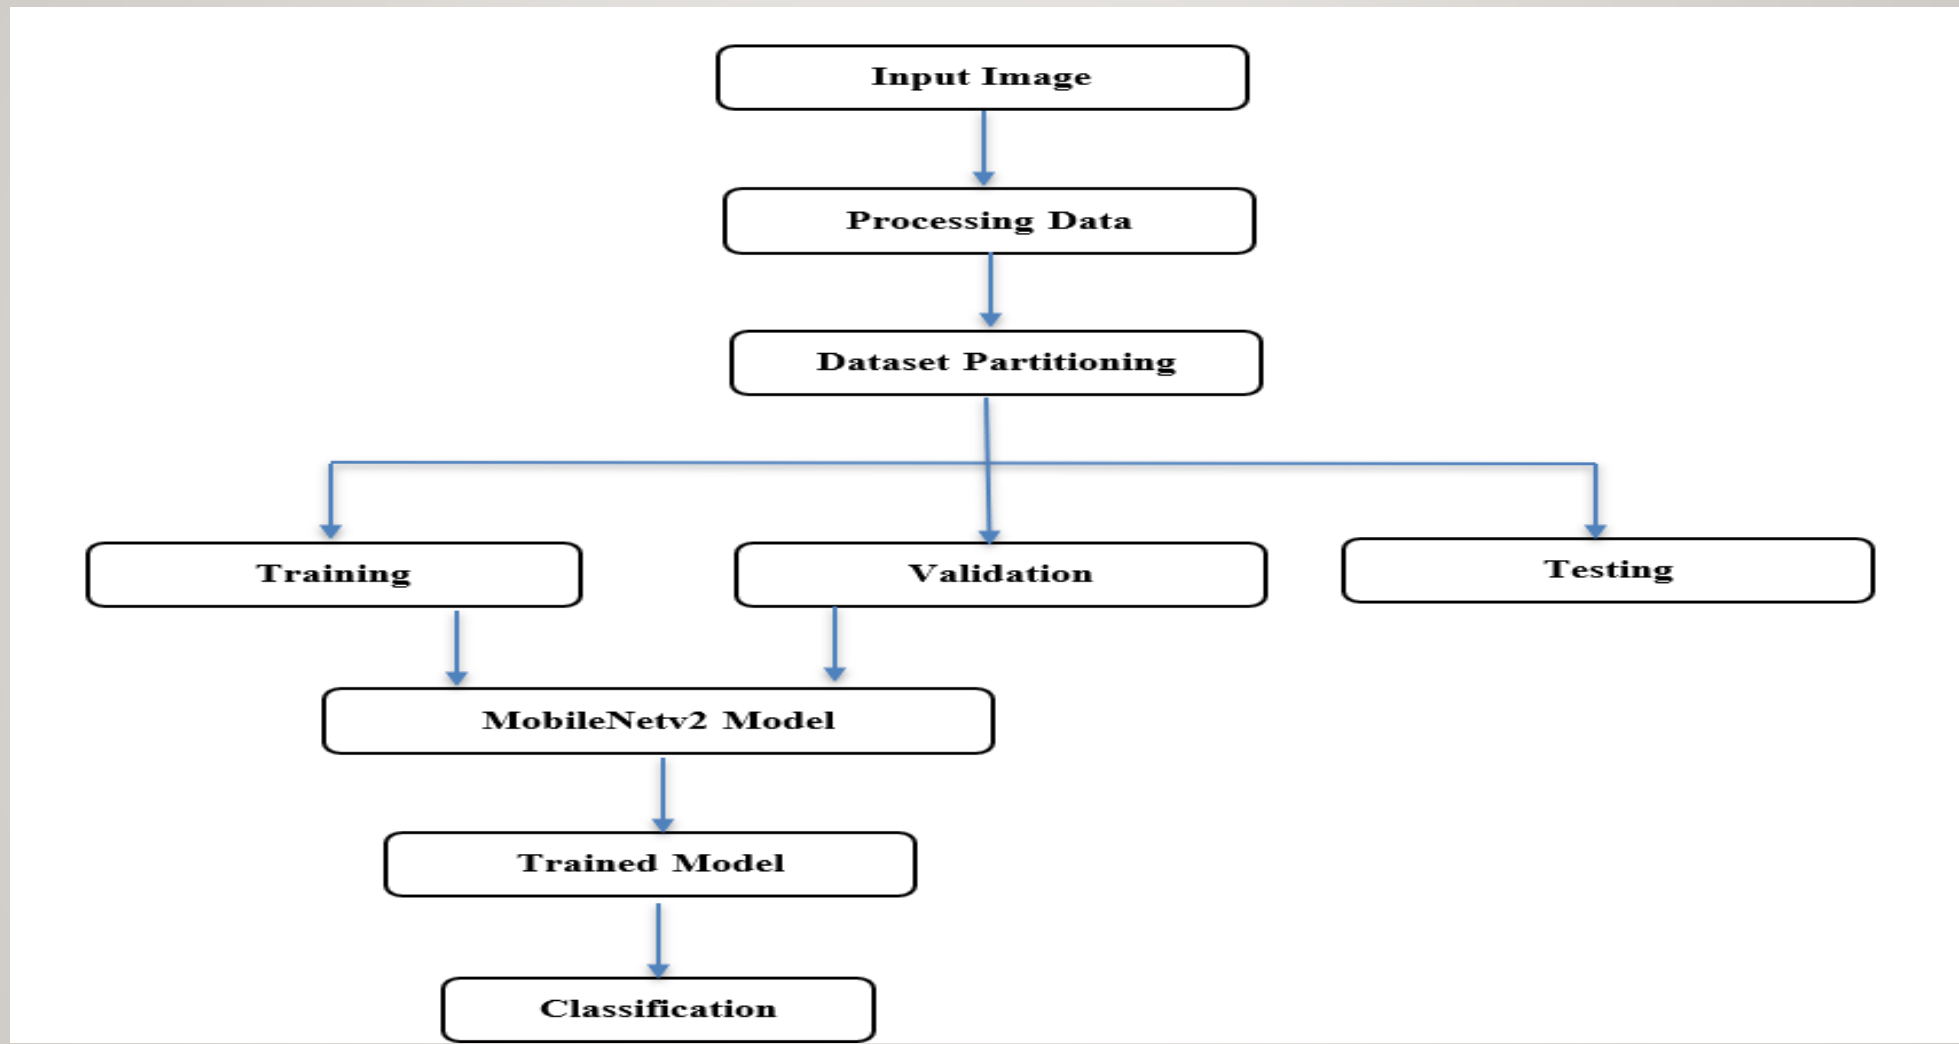 Input Image
Processing Data
Dataset Partitioning
Training
Validation
Testing
MobileNetv2 Model
Trained Model
Classification